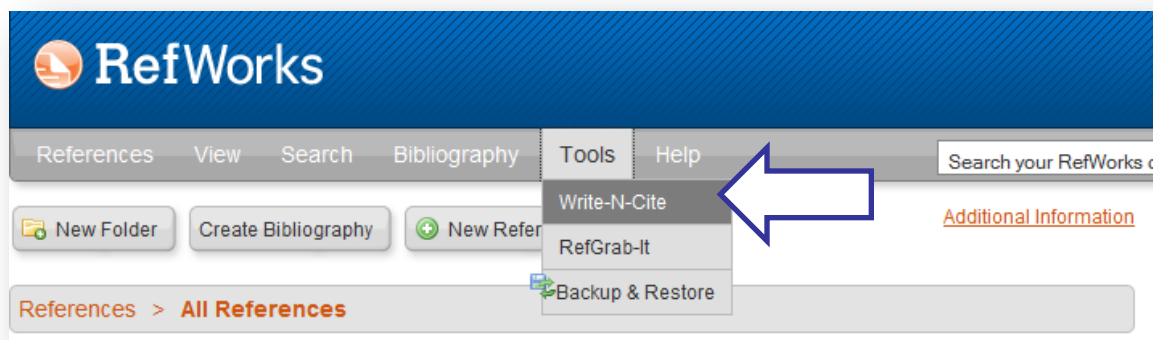 RefWorks
References View Search Bibliography Tools Help Search your RefWorks
Write-N-Cite
New Folder Create Bibliography New Refer Additional Information
RefGrab-It
Backup & Restore
References > All References